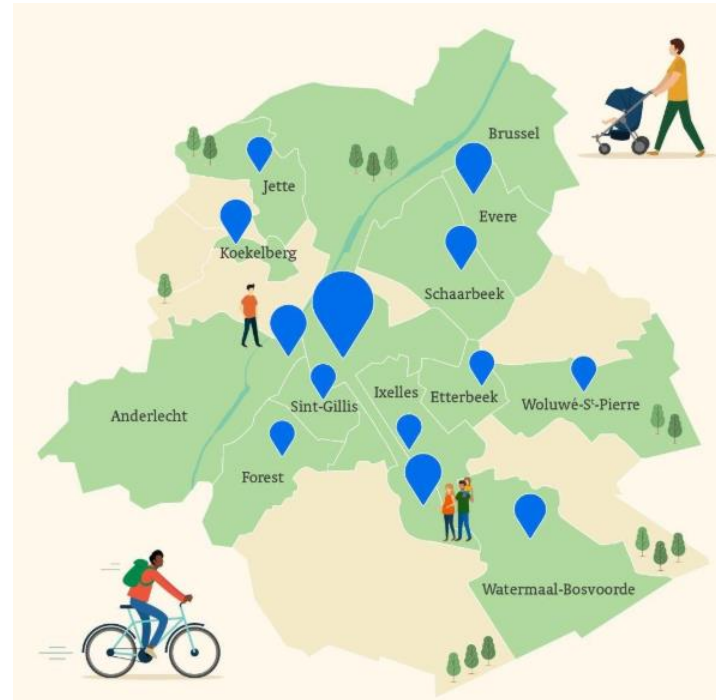 Brussel
Jette
Evere
Koekelberg
Schaarbeek
Ixelles
Etterbeek
Sint-Gillis
Woluwé-Sᵗ-Pierre
Anderlecht
Forest
Watermaal-Bosvoorde